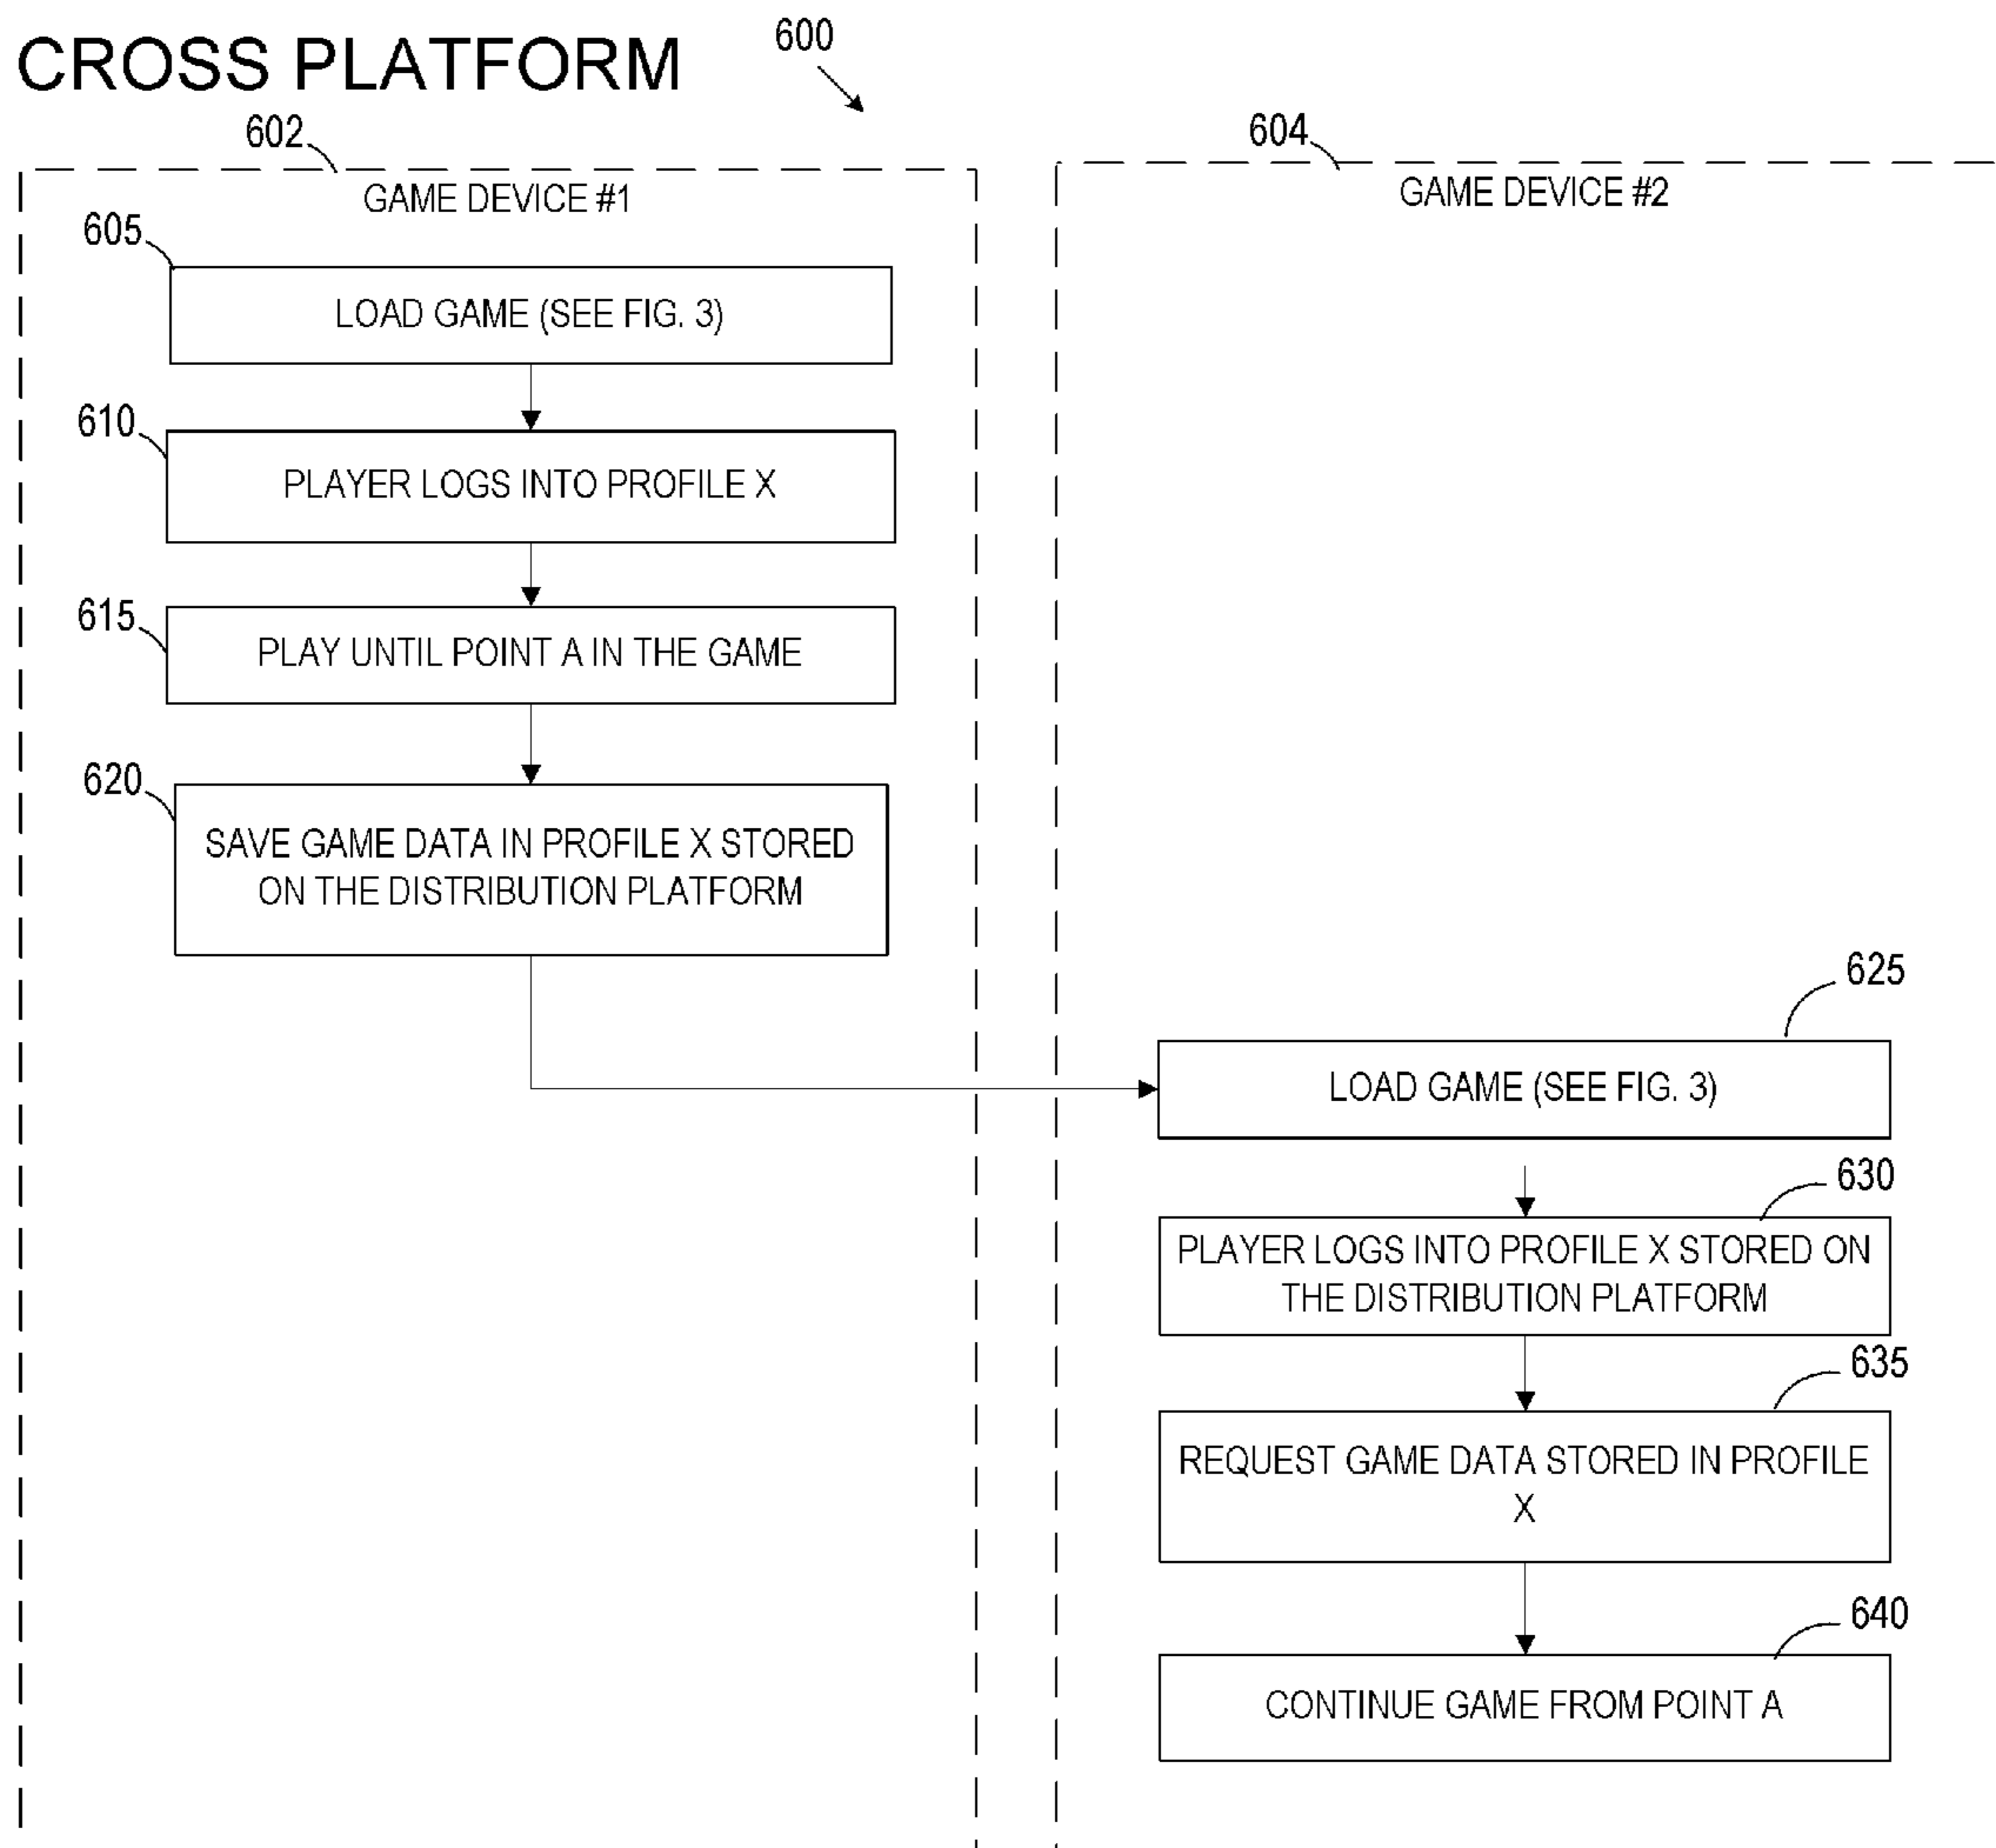 CROSS PLATFORM
600
602
GAME DEVICE #1
605
LOAD GAME (SEE FIG. 3)
610
PLAYER LOGS INTO PROFILE X
615
PLAY UNTIL POINT A IN THE GAME
620
SAVE GAME DATA IN PROFILE X STORED
ON THE DISTRIBUTION PLATFORM
604
GAME DEVICE #2
625
LOAD GAME (SEE FIG. 3)
630
PLAYER LOGS INTO PROFILE X STORED ON
THE DISTRIBUTION PLATFORM
635
REQUEST GAME DATA STORED IN PROFILE
X
640
CONTINUE GAME FROM POINT A